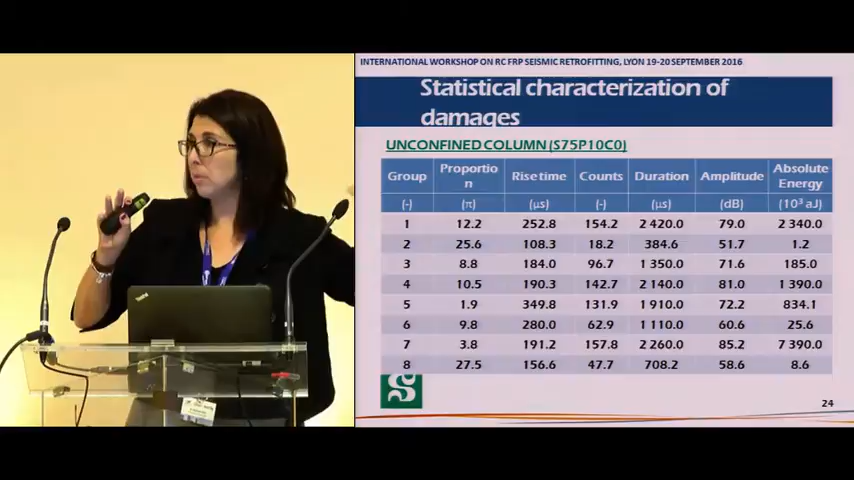 INTERNATIONAL WORKSHOP ON RC FRP SEISMIC RETROFITTING, LYON 19-20 SEPTEMBER 2016
Statistical characterization of
damages
UNCONFINED COLUMN (S75P10C0)
Group Proportio Rise time Counts Duration Amplitude Absolute
n Energy
(-) (π) (µs) (-) (µs) (dB) (10³ aJ)
1 12.2 252.8 154.2 2 420.0 79.0 2 340.0
2 25.6 108.3 18.2 384.6 51.7 1.2
3 8.8 184.0 96.7 1 350.0 71.6 185.0
4 10.5 190.3 142.7 2 140.0 81.0 1 390.0
5 1.9 349.8 131.9 1 910.0 72.2 834.1
6 9.8 280.0 62.9 1 110.0 60.6 25.6
7 3.8 191.2 157.8 2 260.0 85.2 7 390.0
8 27.5 156.6 47.7 708.2 58.6 8.6
24